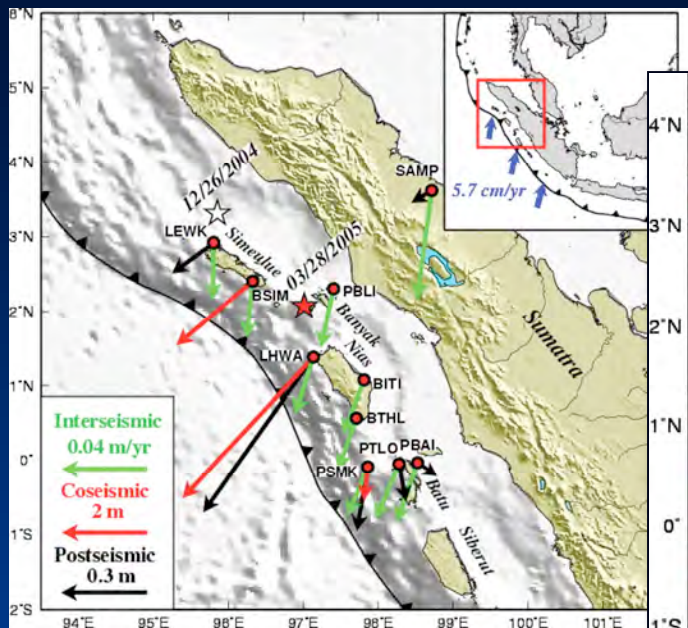 8°N
5°N
4°N
3°N
2°N
1°N
0°
1°S
2°S
94°E
95°E
96°E
97°E
98°E
99°E
100°E
101°E
12/26/2004
03/28/2005
LEWK
Simeulue
BSIM
PBLI
Banyak
LHWA
Nias
BITI
BTHL
PTLO
PBAI
PSMK
Batu
Siberut
SAMP
Sumatra
5.7 cm/yr
Interseismic
0.04 m/yr
Coseismic
2 m
Postseismic
0.3 m
4°N
2°N
1°N
0°
1°S